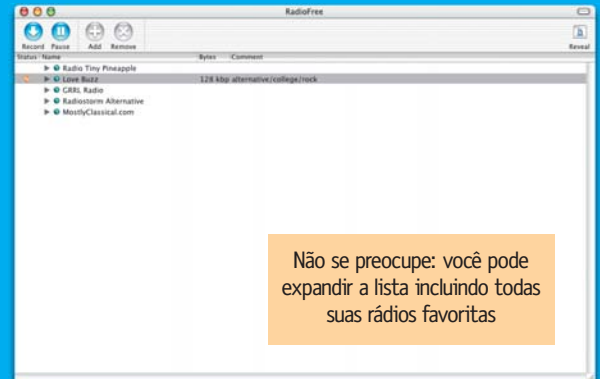 RadioFree
Record Pause Add Remove Reveal
Status Name Bytes Comment
Radio Tiny Pineapple
Love Buzz 128 kbp alternative/college/rock
GRRL Radio
Radiostorm Alternative
MostlyClassical.com
Não se preocupe: você pode
expandir a lista incluindo todas
suas rádios favoritas